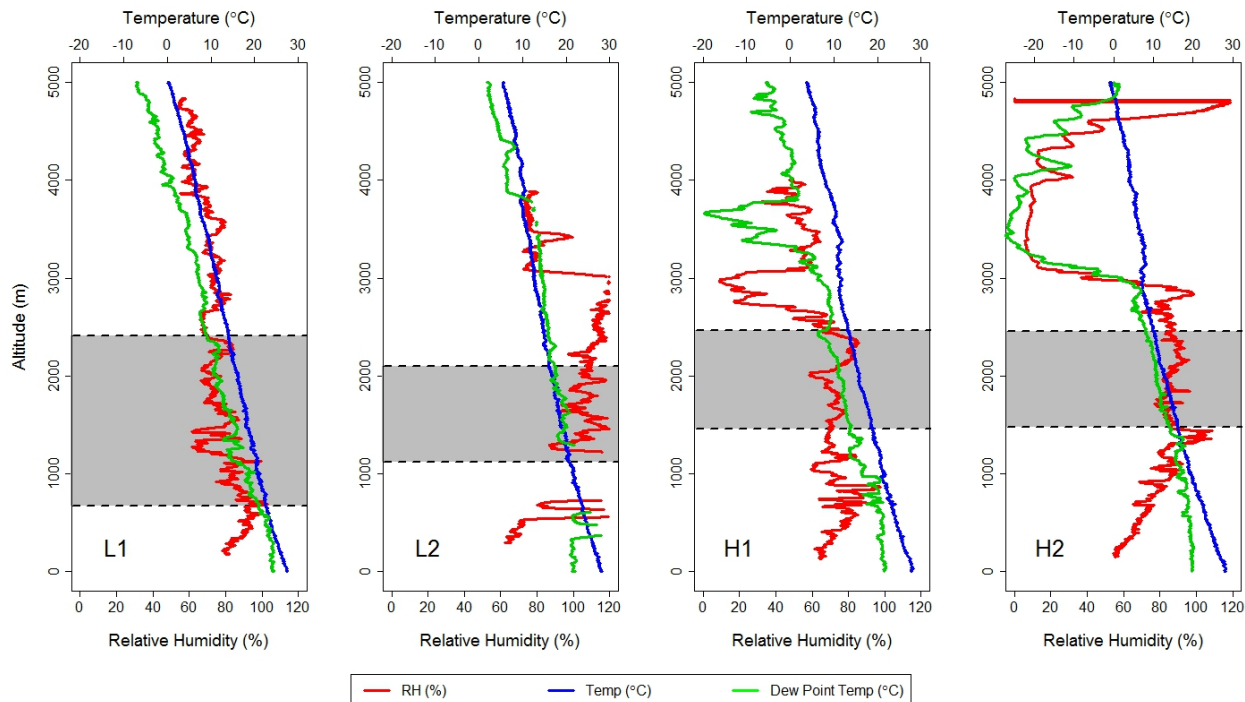 Temperature (°C) Temperature (°C) Temperature (°C) Temperature (°C)
-20 -10 0 10 20 30 -20 -10 0 10 20 30 -20 -10 0 10 20 30 -20 -10 0 10 20 30
5000 5000 5000 5000
4000 4000 4000 4000
3000 3000 3000 3000
Altitude (m)
2000 2000 2000 2000
1000 1000 1000 1000
L1 L2 H1 H2
0 0 0 0
0 20 40 60 80 100 120 0 20 40 60 80 100 120 0 20 40 60 80 100 120 0 20 40 60 80 100 120
Relative Humidity (%) Relative Humidity (%) Relative Humidity (%) Relative Humidity (%)
RH (%) Temp (°C) Dew Point Temp (°C)